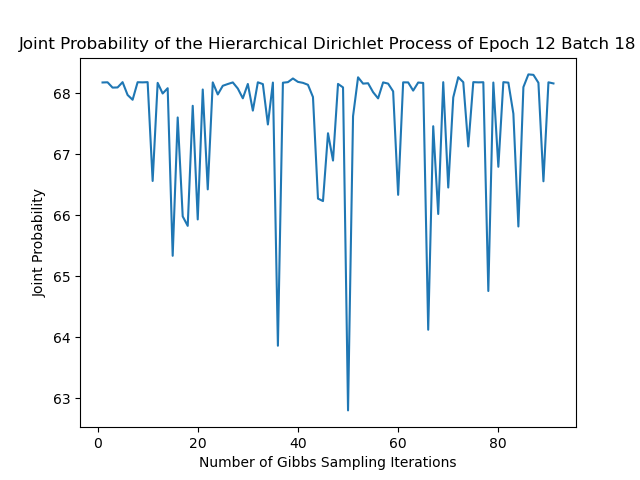 Joint Probability of the Hierarchical Dirichlet Process of Epoch 12 Batch 18
68
67
66
65
64
63
Joint Probability
0 20 40 60 80
Number of Gibbs Sampling Iterations